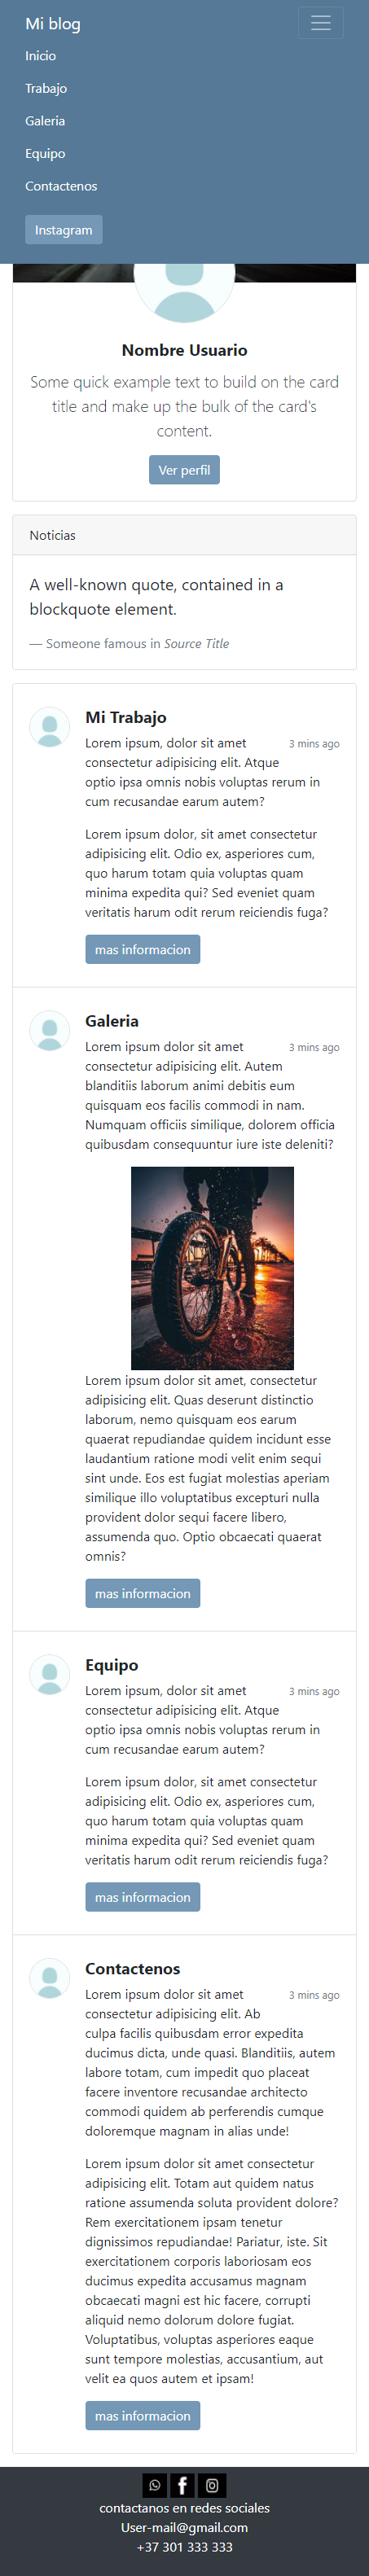 Mi blog
Inicio
Trabajo
Galeria
Equipo
Contactenos
Instagram
Nombre Usuario
Some quick example text to build on the card
title and make up the bulk of the card's
content.
Ver perfil
Noticias
A well-known quote, contained in a
blockquote element.
— Someone famous in Source Title
Mi Trabajo
Lorem ipsum, dolor sit amet
3 mins ago
consectetur adipisicing elit. Atque
optio ipsa omnis nobis voluptas rerum in
cum recusandae earum autem?
Lorem ipsum dolor, sit amet consectetur
adipisicing elit. Odio ex, asperiores cum,
quo harum totam quia voluptas quam
minima expedita qui? Sed eveniet quam
veritatis harum odit rerum reiciendis fuga?
mas informacion
Galeria
Lorem ipsum dolor sit amet
3 mins ago
consectetur adipisicing elit. Autem
blanditiis laborum animi debitis eum
quisquam eos facilis commodi in nam.
Numquam officiis similique, dolorem officia
quibusdam consequuntur iure iste deleniti?
Lorem ipsum dolor sit amet, consectetur
adipisicing elit. Quas deserunt distinctio
laborum, nemo quisquam eos earum
quaerat repudiandae quidem incidunt esse
laudantium ratione modi velit enim sequi
sint unde. Eos est fugiat molestias aperiam
similique illo voluptatibus excepturi nulla
provident dolor sequi facere libero,
assumenda quo. Optio obcaecati quaerat
omnis?
mas informacion
Equipo
Lorem ipsum, dolor sit amet
3 mins ago
consectetur adipisicing elit. Atque
optio ipsa omnis nobis voluptas rerum in
cum recusandae earum autem?
Lorem ipsum dolor, sit amet consectetur
adipisicing elit. Odio ex, asperiores cum,
quo harum totam quia voluptas quam
minima expedita qui? Sed eveniet quam
veritatis harum odit rerum reiciendis fuga?
mas informacion
Contactenos
Lorem ipsum dolor sit amet
3 mins ago
consectetur adipisicing elit. Ab
culpa facilis quibusdam error expedita
ducimus dicta, unde quasi. Blanditiis, autem
labore totam, cum impedit quo placeat
facere inventore recusandae architecto
commodi quidem ab perferendis cumque
doloremque magnam in alias unde!
Lorem ipsum dolor sit amet consectetur
adipisicing elit. Totam aut quidem natus
ratione assumenda soluta provident dolore?
Rem exercitationem ipsam tenetur
dignissimos repudiandae! Pariatur, iste. Sit
exercitationem corporis laboriosam eos
ducimus expedita accusamus magnam
obcaecati magni est hic facere, corrupti
aliquid nemo dolorum dolore fugiat.
Voluptatibus, voluptas asperiores eaque
sunt tempore molestias, accusantium, aut
velit ea quos autem et ipsam!
mas informacion
contactanos en redes sociales
User-mail@gmail.com
+37 301 333 333